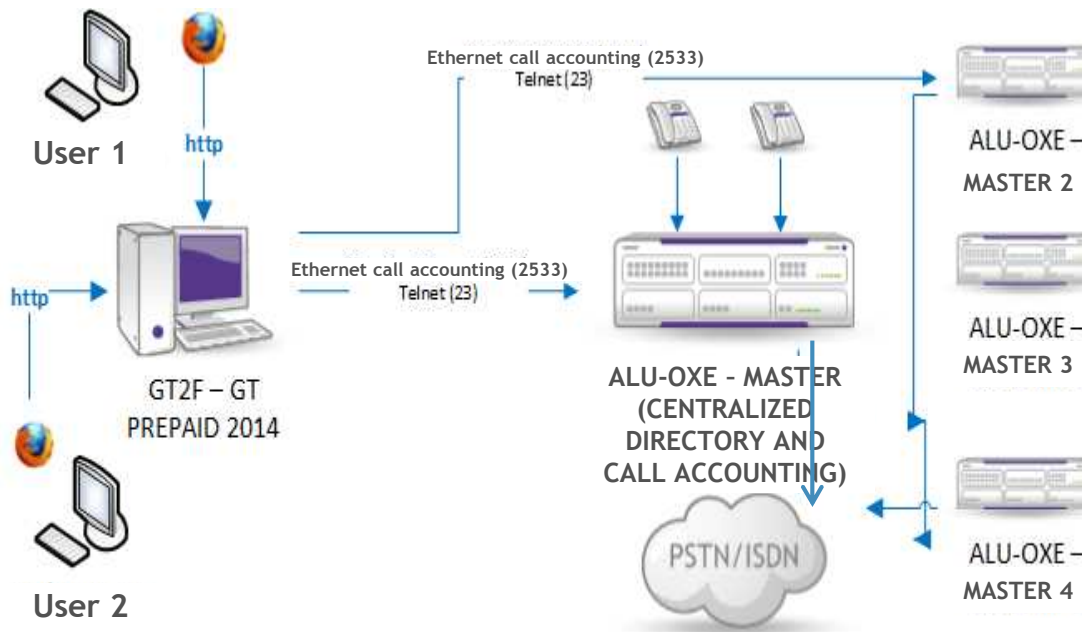 User 1
http
Ethernet call accounting (2533)
Telnet (23)
ALU-OXE –
MASTER 2
http
GT2F – GT
PREPAID 2014
Ethernet call accounting (2533)
Telnet (23)
ALU-OXE - MASTER
(CENTRALIZED
DIRECTORY AND
CALL ACCOUNTING)
ALU-OXE –
MASTER 3
User 2
PSTN/ISDN
ALU-OXE –
MASTER 4